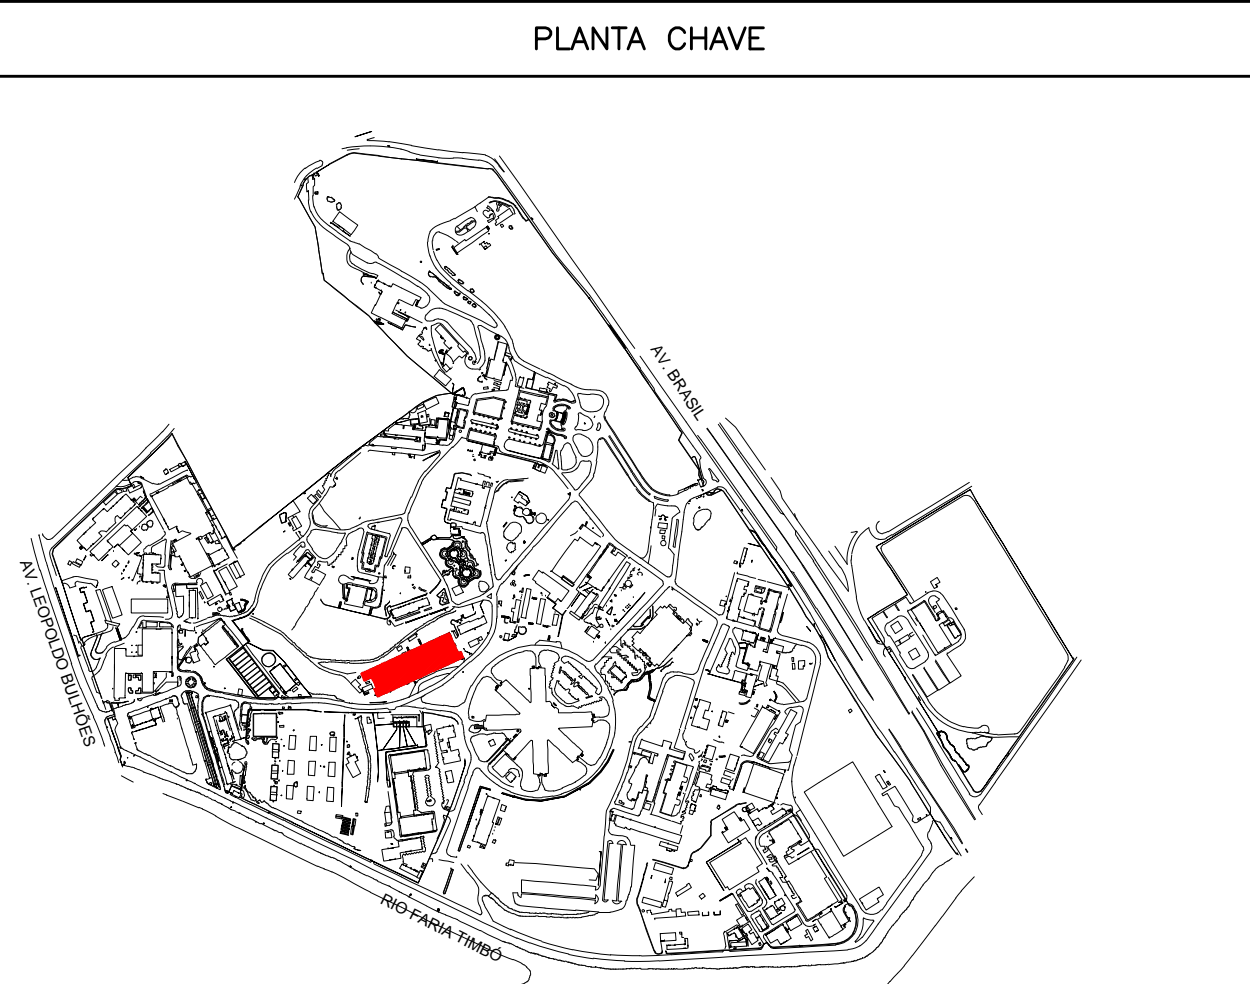 PLANTA CHAVE
AV. BRASIL
AV. LEOPOLDO BULHÕES
RIO FARIA TIMBÓ